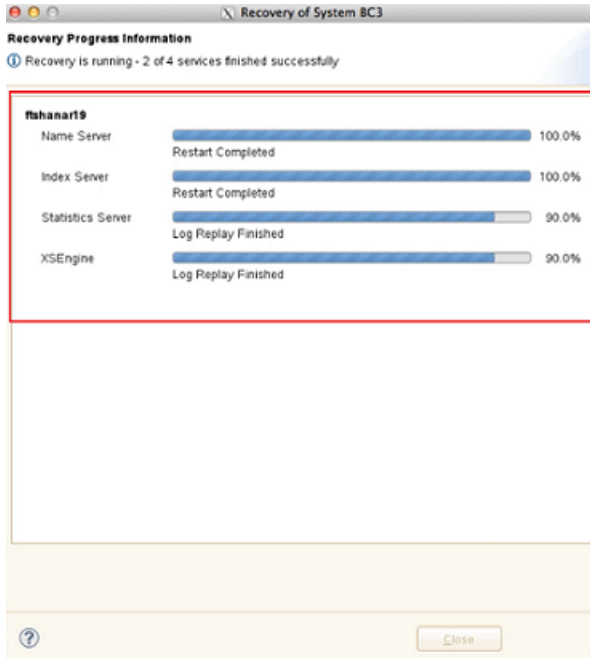 Recovery of System BC3
Recovery Progress Information
Recovery is running - 2 of 4 services finished successfully
ftshanar19
Name Server 100.0%
Restart Completed
Index Server 100.0%
Restart Completed
Statistics Server 90.0%
Log Replay Finished
XSEngine 90.0%
Log Replay Finished
Close